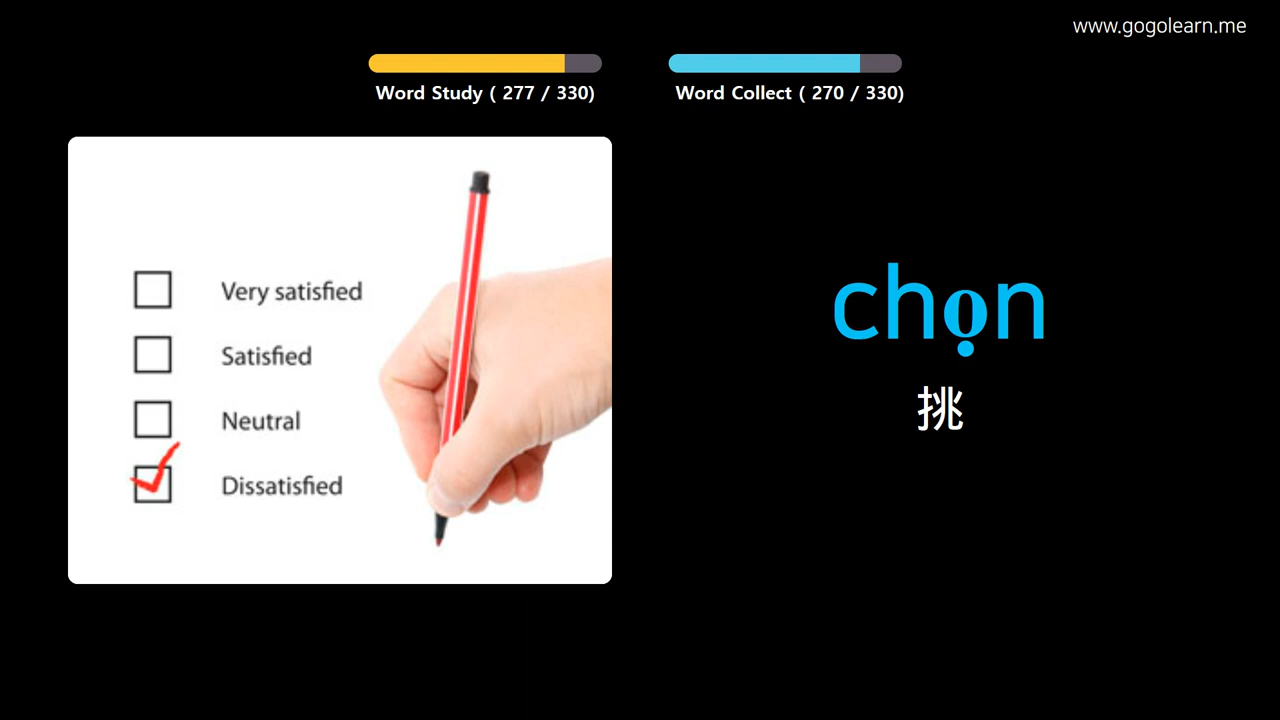 www.gogolearn.me
Word Study ( 277 / 330)
Word Collect ( 270 / 330)
Very satisfied
Satisfied
Neutral
Dissatisfied
chọn
挑